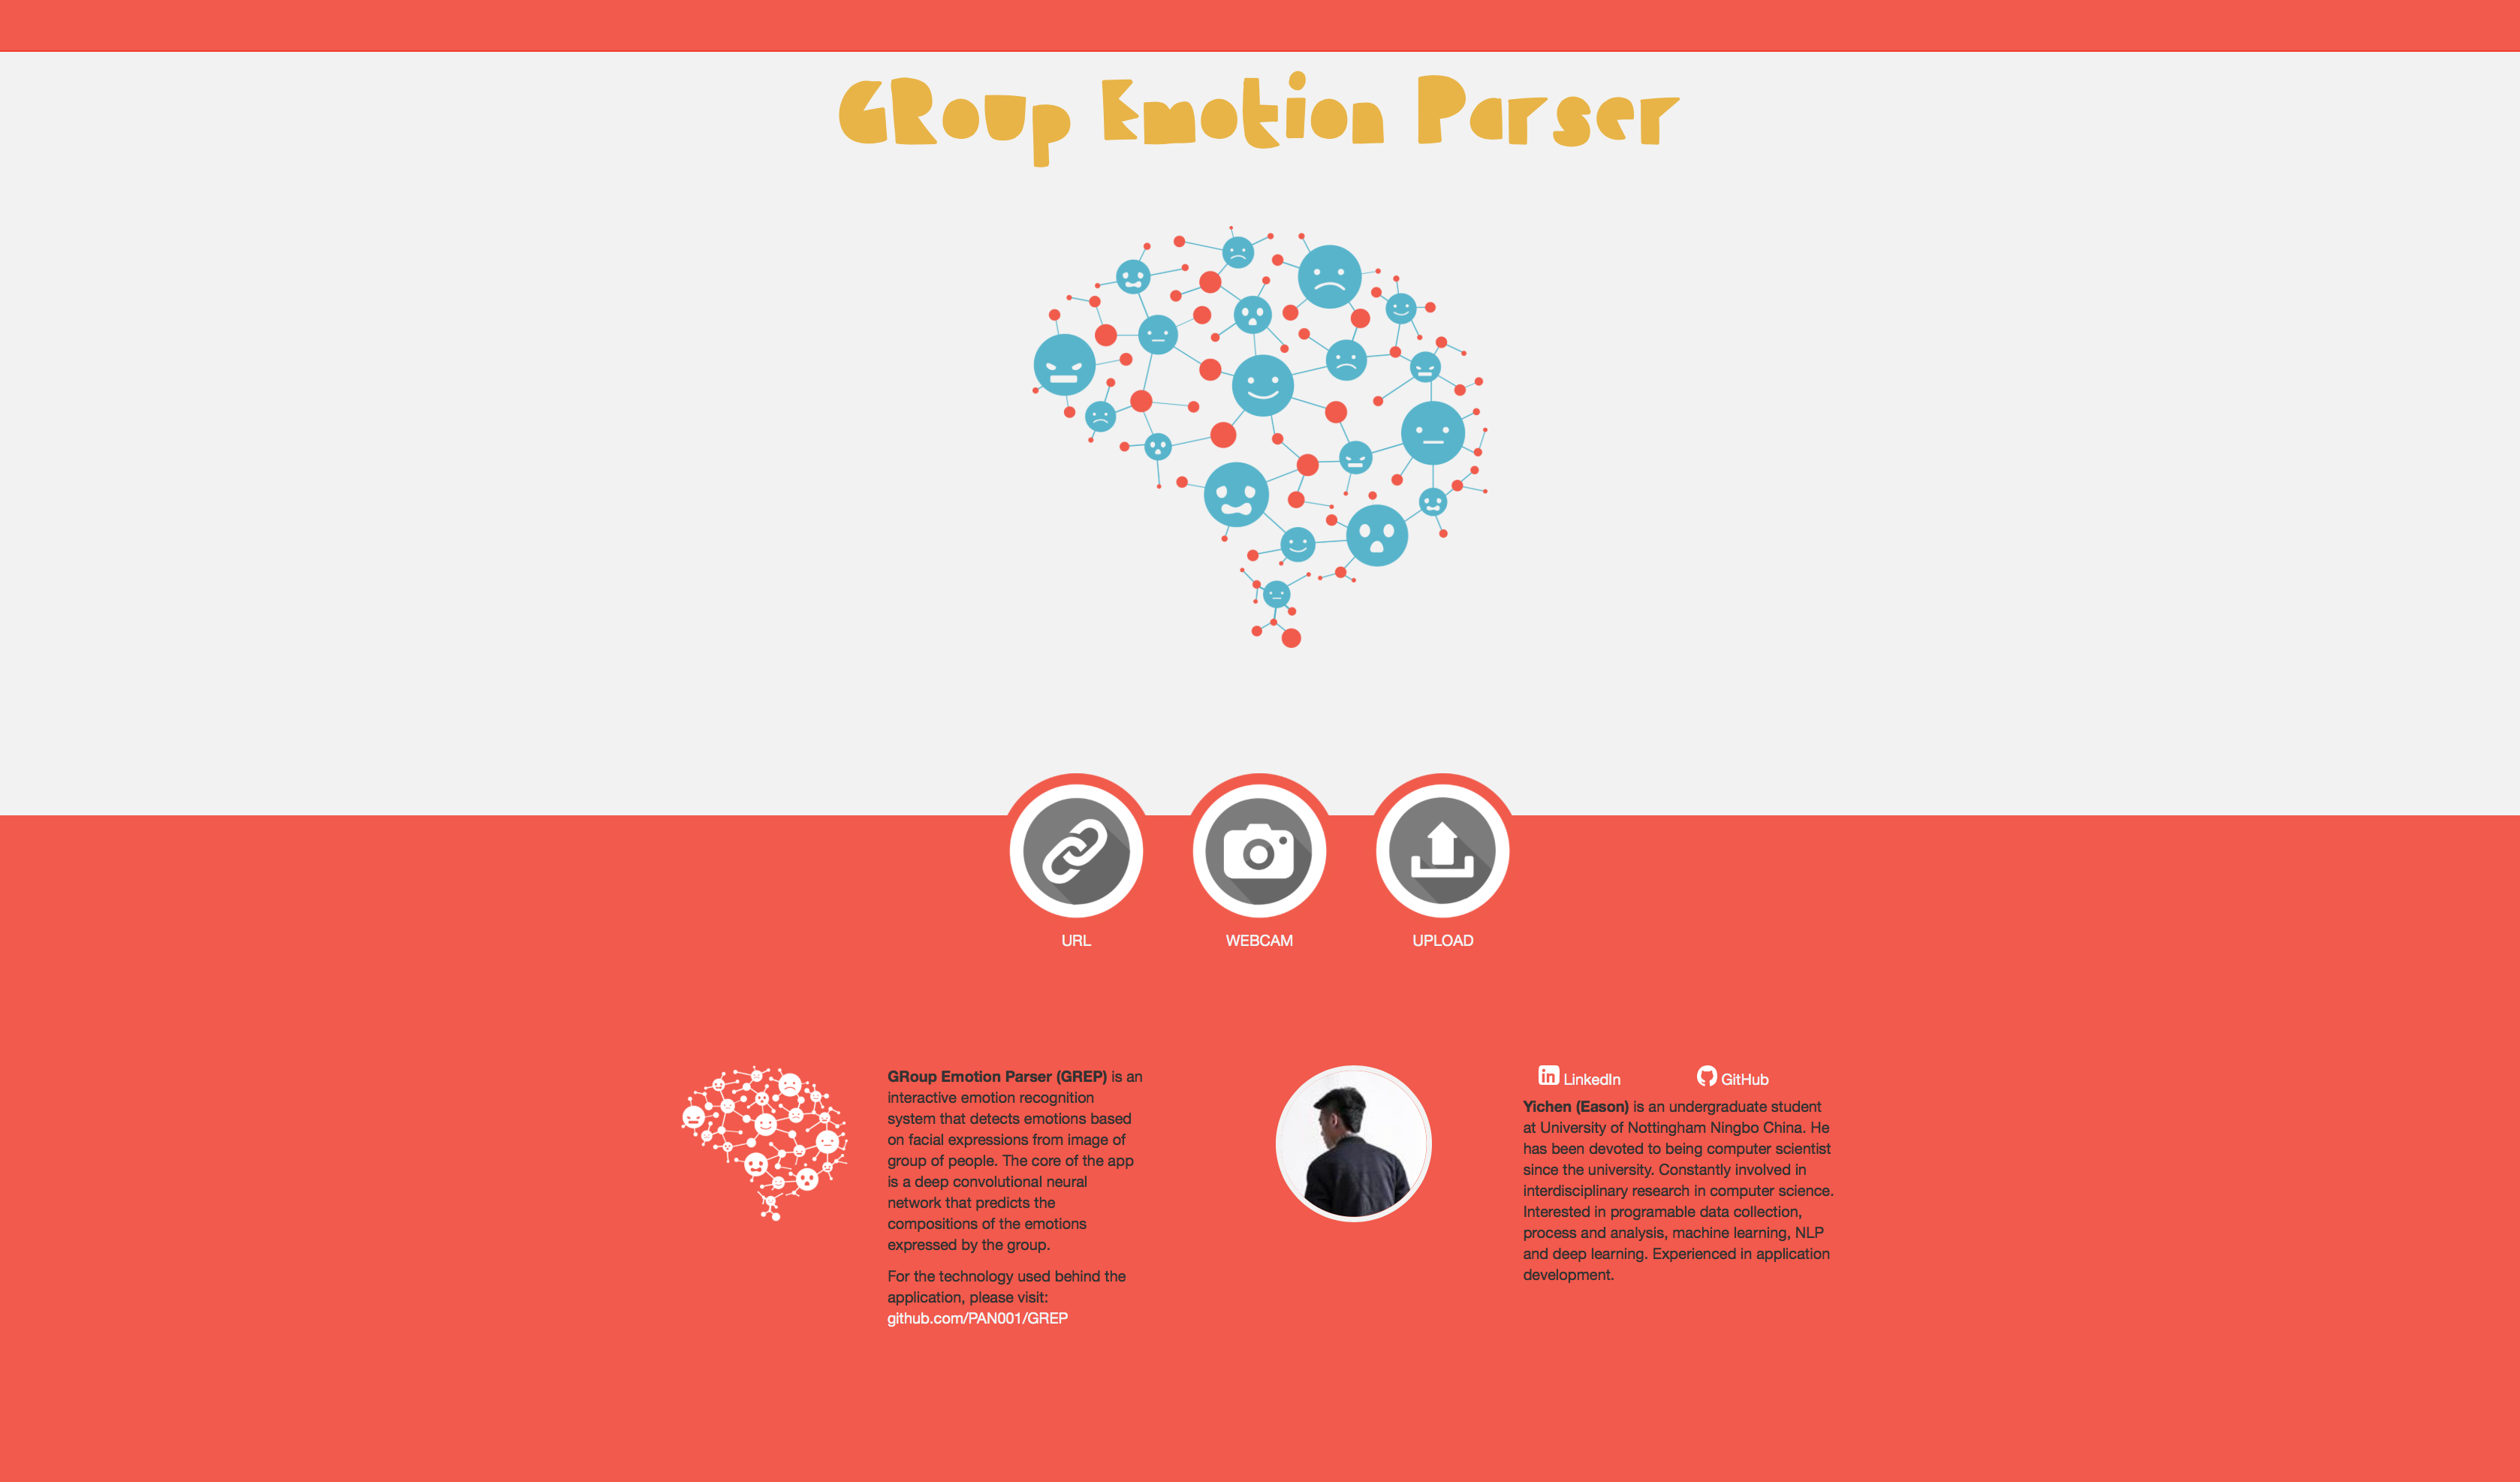 GRoup Emotion Parser
URL
WEBCAM
UPLOAD
GRoup Emotion Parser (GREP) is an
interactive emotion recognition
system that detects emotions based
on facial expressions from image of
group of people. The core of the app
is a deep convolutional neural
network that predicts the
compositions of the emotions
expressed by the group.
For the technology used behind the
application, please visit:
github.com/PAN001/GREP
LinkedIn
GitHub
Yichen (Eason) is an undergraduate student
at University of Nottingham Ningbo China. He
has been devoted to being computer scientist
since the university. Constantly involved in
interdisciplinary research in computer science.
Interested in programable data collection,
process and analysis, machine learning, NLP
and deep learning. Experienced in application
development.